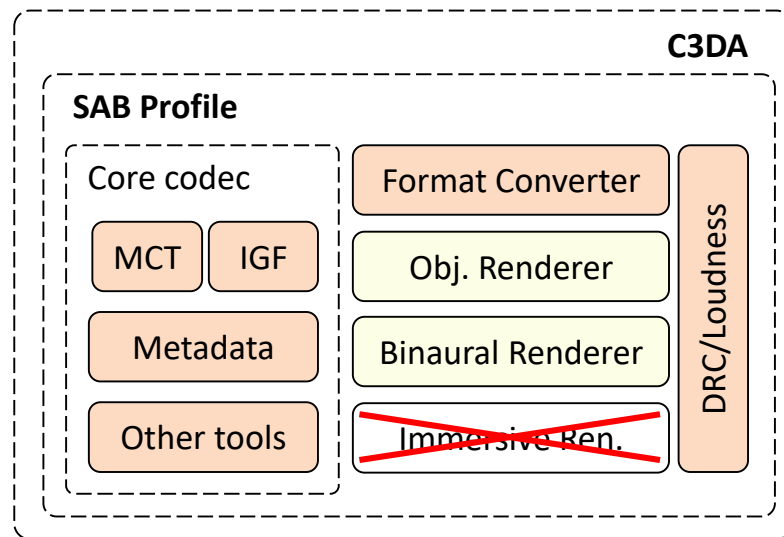 C3DA
SAB Profile
Core codec
MCT
IGF
Metadata
Other tools
Format Converter
Obj. Renderer
Binaural Renderer
Immersive Ren.
DRC/Loudness